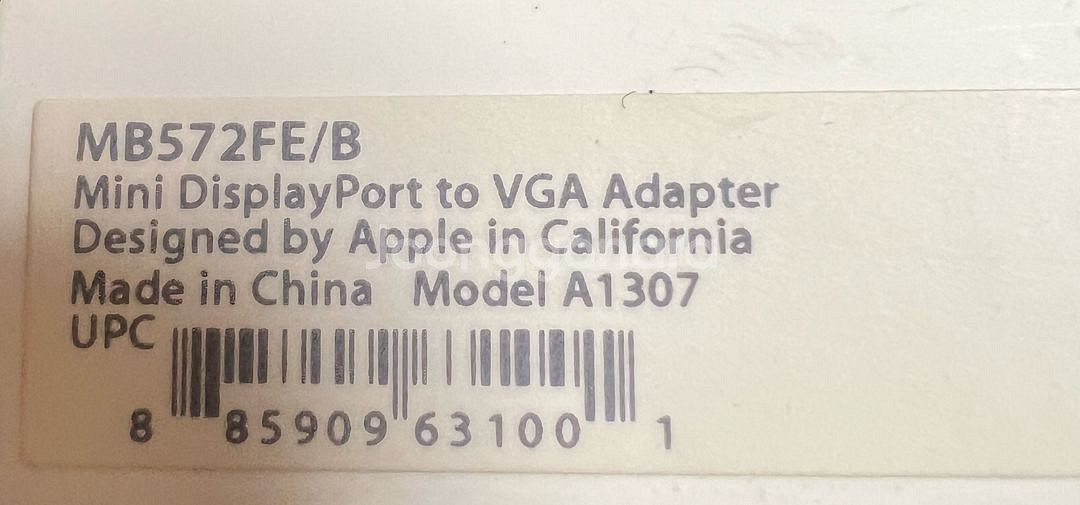 MB572FE/B
Mini DisplayPort to VGA Adapter
Designed by Apple in California
Made in China Model A1307
UPC
8 85909 63100 1